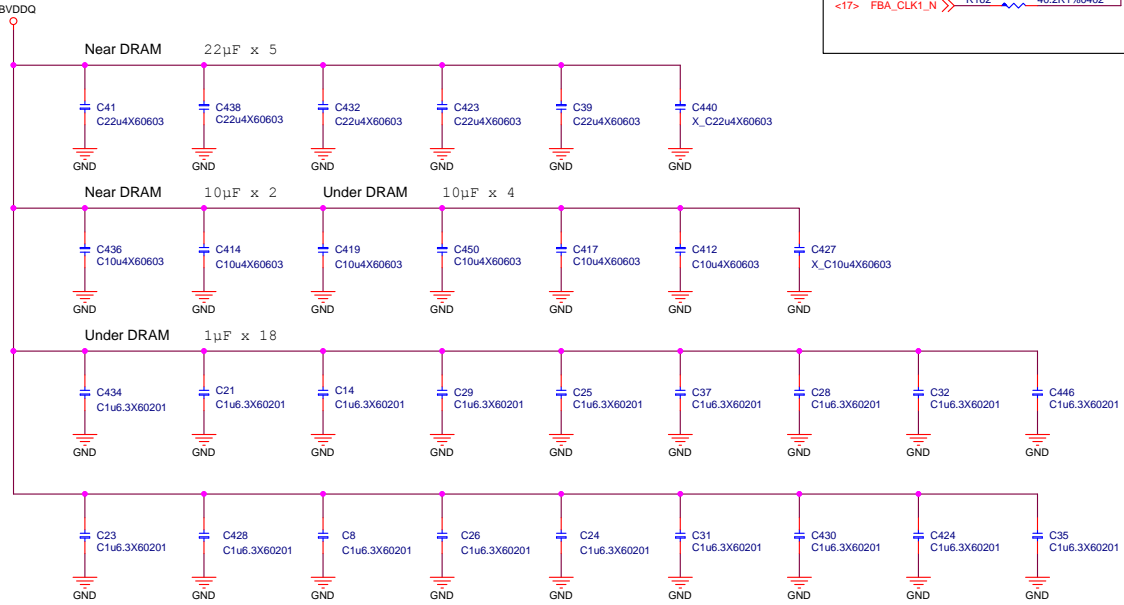 BVDDQ
<17> FBA_CLK1_N
Near DRAM 22µF x 5
C41 C438 C432 C423 C39 C440
C22u4X60603 C22u4X60603 C22u4X60603 C22u4X60603 C22u4X60603 X_C22u4X60603
GND GND GND GND GND GND
Near DRAM 10µF x 2 Under DRAM 10µF x 4
C436 C414 C419 C450 C417 C412 C427
C10u4X60603 C10u4X60603 C10u4X60603 C10u4X60603 C10u4X60603 C10u4X60603 X_C10u4X60603
GND GND GND GND GND GND GND
Under DRAM 1µF x 18
C434 C21 C14 C29 C25 C37 C28 C32 C446
C1u6.3X60201 C1u6.3X60201 C1u6.3X60201 C1u6.3X60201 C1u6.3X60201 C1u6.3X60201 C1u6.3X60201 C1u6.3X60201 C1u6.3X60201
GND GND GND GND GND GND GND GND GND
C23 C428 C8 C26 C24 C31 C430 C424 C35
C1u6.3X60201 C1u6.3X60201 C1u6.3X60201 C1u6.3X60201 C1u6.3X60201 C1u6.3X60201 C1u6.3X60201 C1u6.3X60201 C1u6.3X60201
GND GND GND GND GND GND GND GND GND